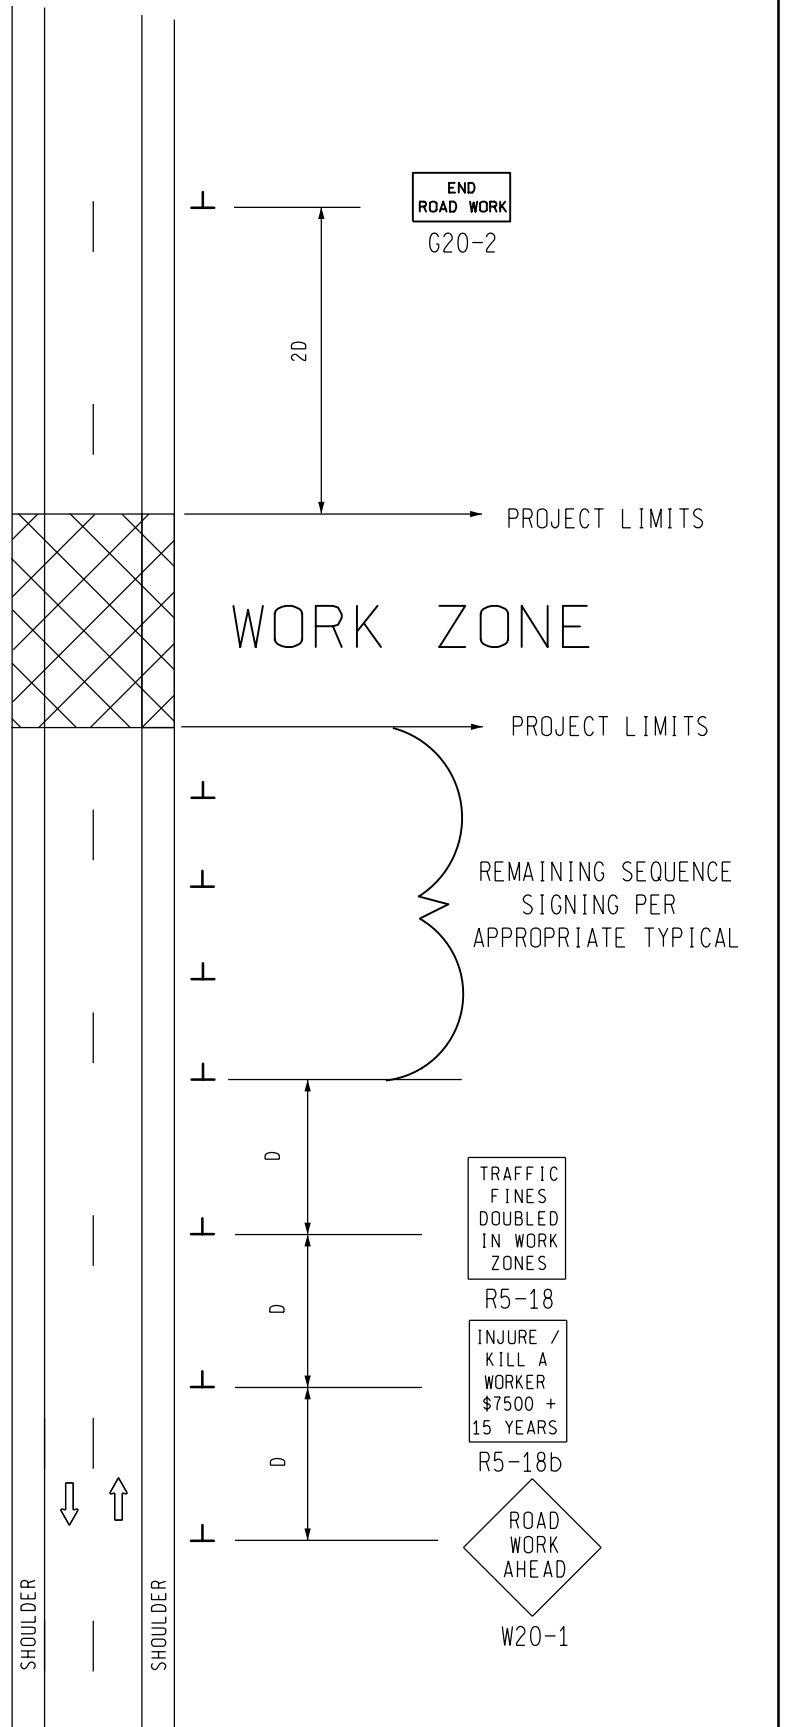 END
ROAD WORK
G20-2
2D
PROJECT LIMITS
WORK ZONE
PROJECT LIMITS
REMAINING SEQUENCE
SIGNING PER
APPROPRIATE TYPICAL
D
TRAFFIC
FINES
DOUBLED
IN WORK
ZONES
R5-18
D
INJURE /
KILL A
WORKER
$7500 +
15 YEARS
R5-18b
D
ROAD
WORK
AHEAD
W20-1
SHOULDER
SHOULDER